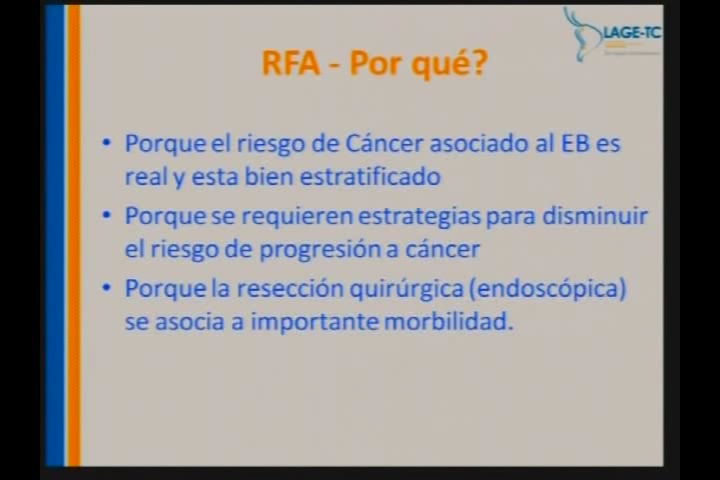 LAGE-TC
RFA - Por qué?
• Porque el riesgo de Cáncer asociado al EB es
real y esta bien estratificado
• Porque se requieren estrategias para disminuir
el riesgo de progresión a cáncer
• Porque la resección quirúrgica (endoscópica)
se asocia a importante morbilidad.